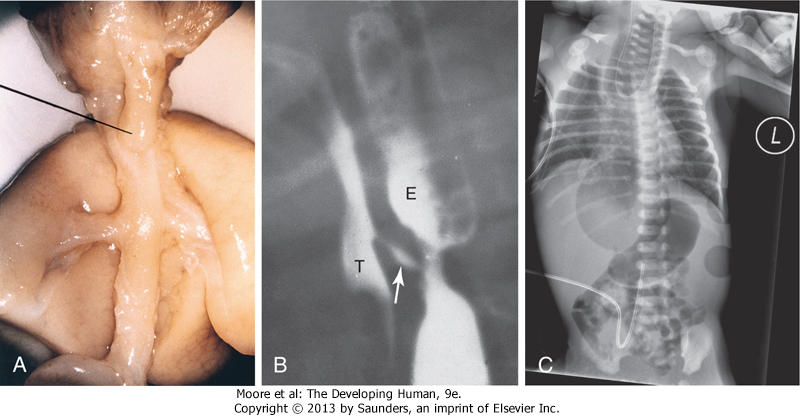 A
B
E
T
C
L
Moore et al: The Developing Human, 9e.
Copyright © 2013 by Saunders, an imprint of Elsevier Inc.